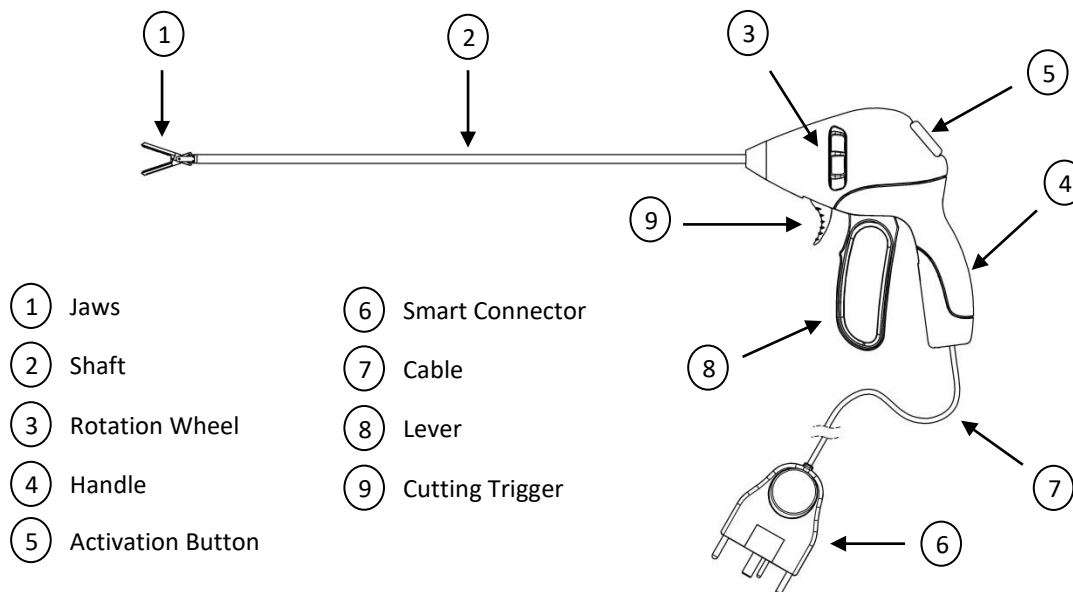 1
2
3
5
4
9
8
7
6
1 Jaws
2 Shaft
3 Rotation Wheel
4 Handle
5 Activation Button
6 Smart Connector
7 Cable
8 Lever
9 Cutting Trigger